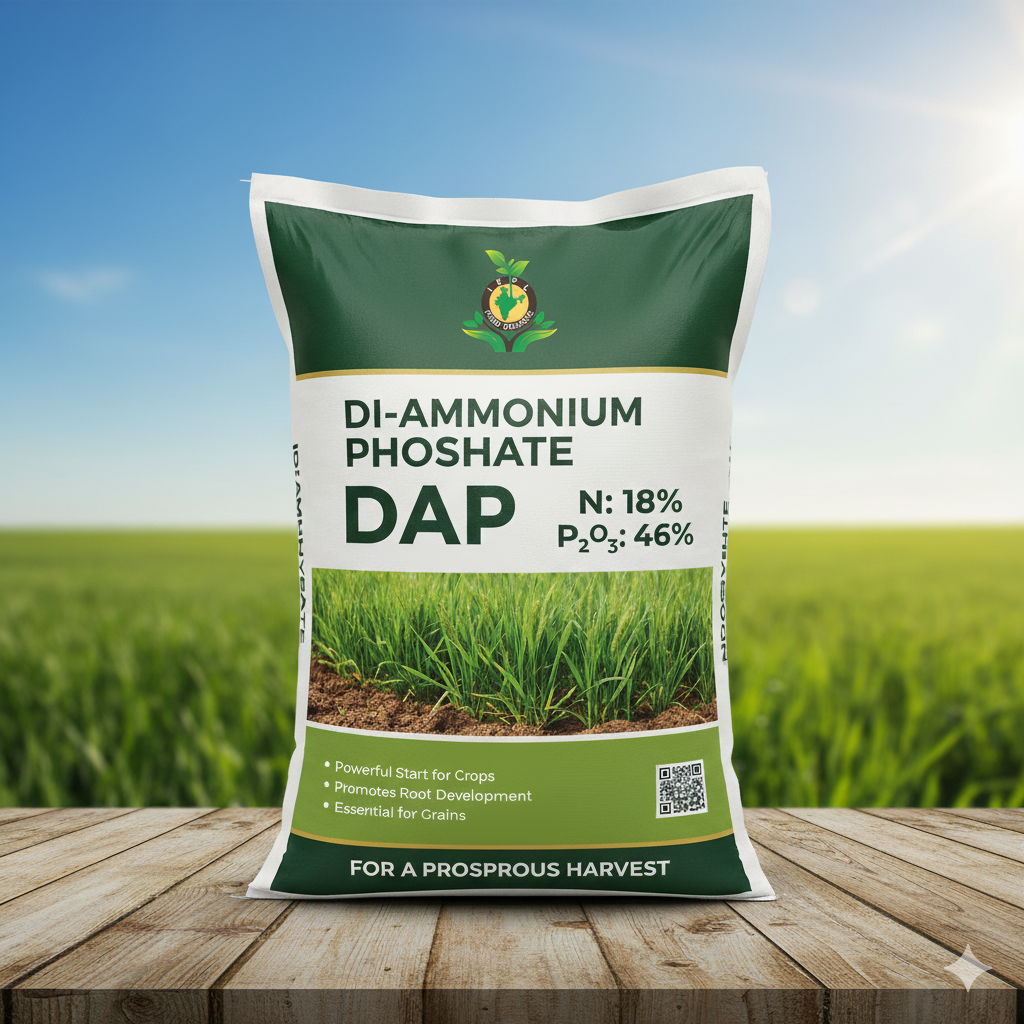 I E D L
DI-AMMONIUM
PHOSHATE
DAP
N: 18%
P₂O₃: 46%
• Powerful Start for Crops
• Promotes Root Development
• Essential for Grains
FOR A PROSPROUS HARVEST